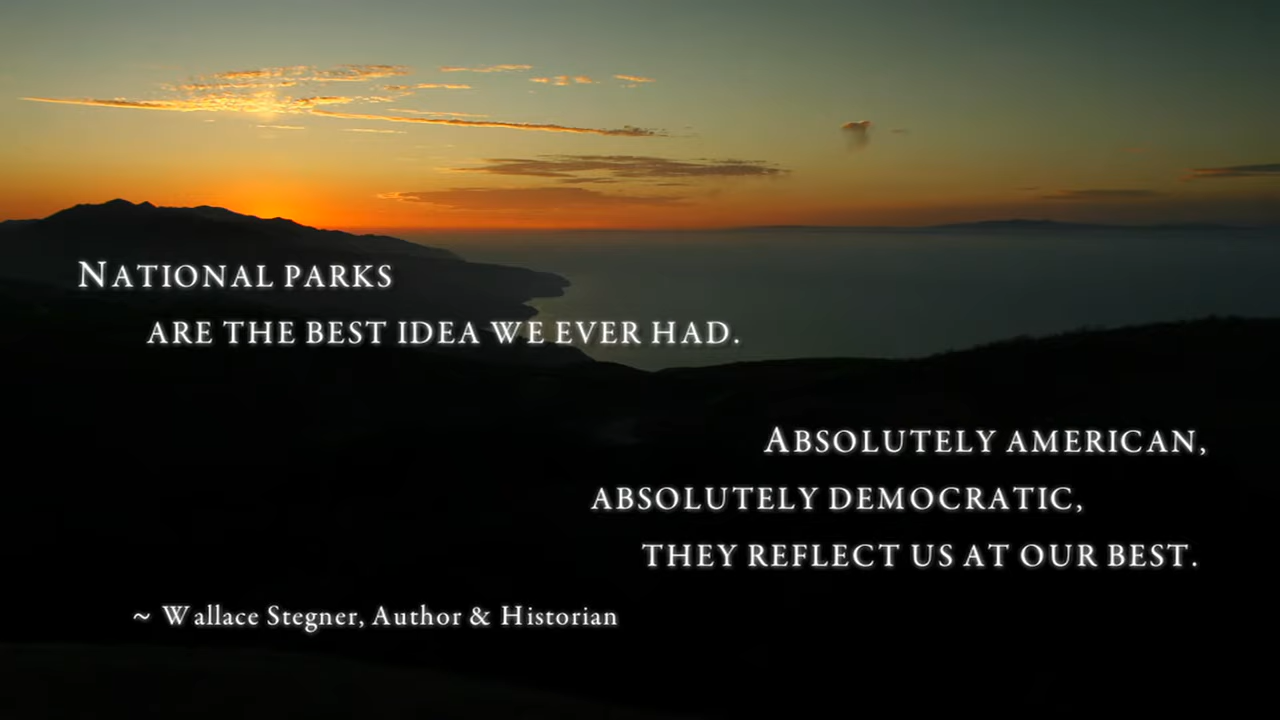 National parks
are the best idea we ever had.
Absolutely american,
absolutely democratic,
they reflect us at our best.
~ Wallace Stegner, Author & Historian